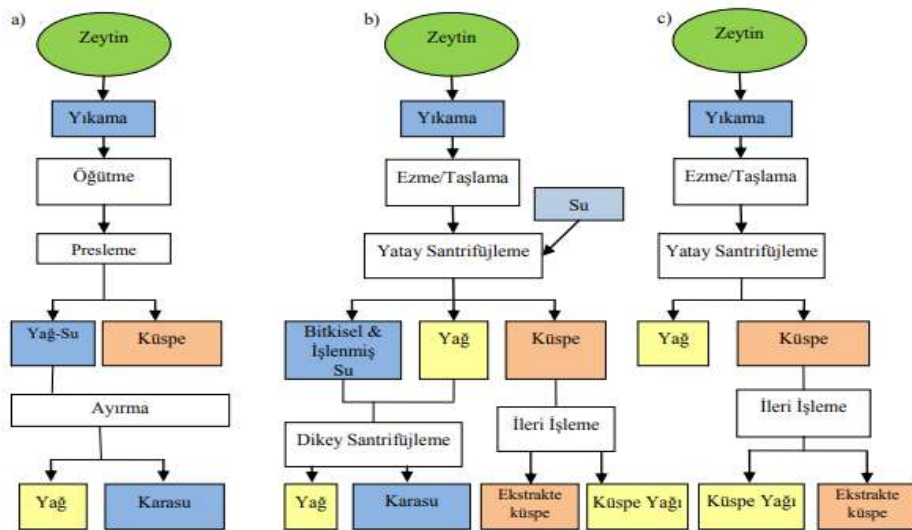 a)
Zeytin
Yıkama
Öğütme
Presleme
Yağ-Su
Küspe
Ayırma
Yağ
Karasu
b)
Zeytin
Yıkama
Ezme/Taşlama
Su
Yatay Santrifüjleme
Bitkisel &
İşlenmiş
Su
Yağ
Küspe
Dikey Santrifüjleme
İleri İşleme
Yağ
Karasu
Ekstrakte
küspe
Küspe Yağı
c)
Zeytin
Yıkama
Ezme/Taşlama
Yatay Santrifüjleme
Yağ
Küspe
İleri İşleme
Küspe Yağı
Ekstrakte
küspe